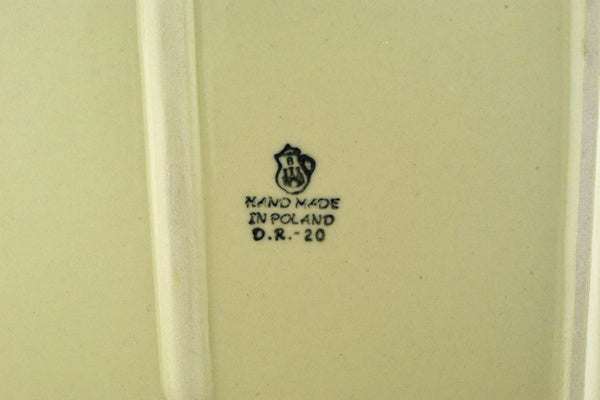 B
HAND MADE
IN POLAND
D.R.-20